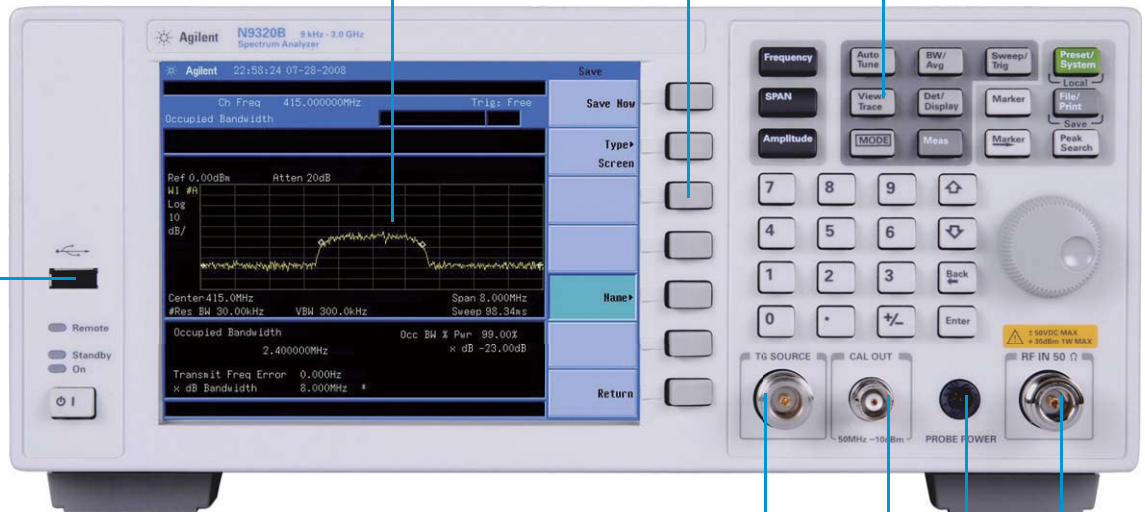 Agilent N9320B 9 kHz - 3.0 GHz
Spectrum Analyzer
Agilent 22:58:24 07-28-2008 Save
Ch Freq 415.000000MHz Trig: Free
Occupied Bandwidth
Save Now
Type
Screen
Ref 0.00dBm Atten 20dB
W1 #A
Log
10
dB/
Center 415.0MHz Span 8.000MHz
#Res BW 30.00kHz VBW 300.0kHz Sweep 98.34ms
Name
Occupied Bandwidth Occ BW % Pwr 99.00%
2.400000MHz x dB -23.00dB
Transmit Freq Error 0.000Hz
x dB Bandwidth 8.000MHz *
Return
Remote
Standby
On
Frequency
Auto Tune
BW/ Avg
Sweep/ Trig
Preset/ System
Local
SPAN
View/ Trace
Det/ Display
Marker
File/ Print
Save
Amplitude
MODE
Meas
Marker
Peak Search
7 8 9
4 5 6
1 2 3 Back
0 . +/- Enter
± 50VDC MAX
+ 30dBm 1W MAX
TG SOURCE CAL OUT RF IN 50 Ω
50MHz -10dBm PROBE POWER